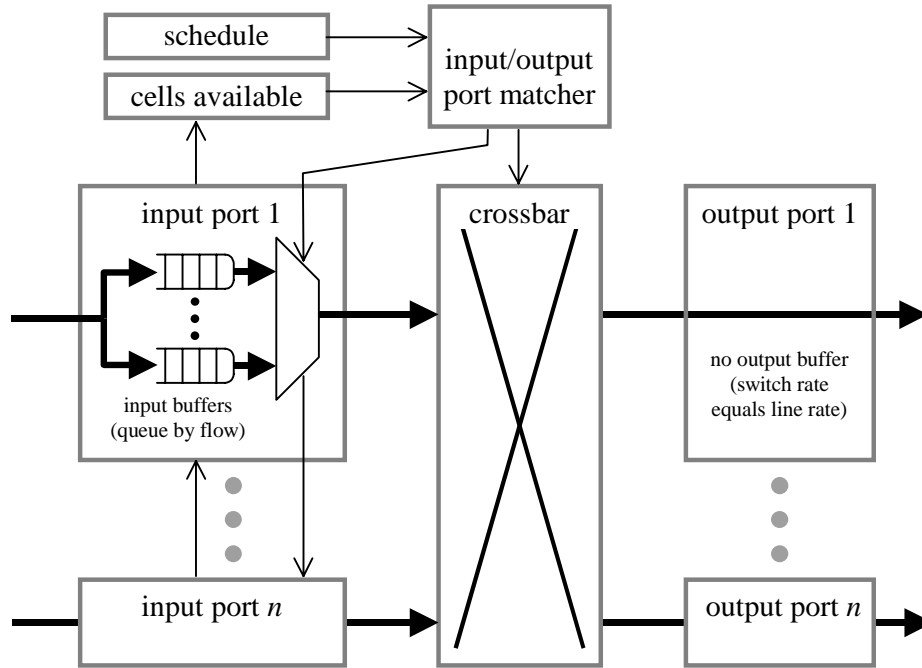 schedule
cells available
input/output
port matcher
input port 1
input buffers
(queue by flow)
crossbar
output port 1
no output buffer
(switch rate
equals line rate)
input port n
output port n